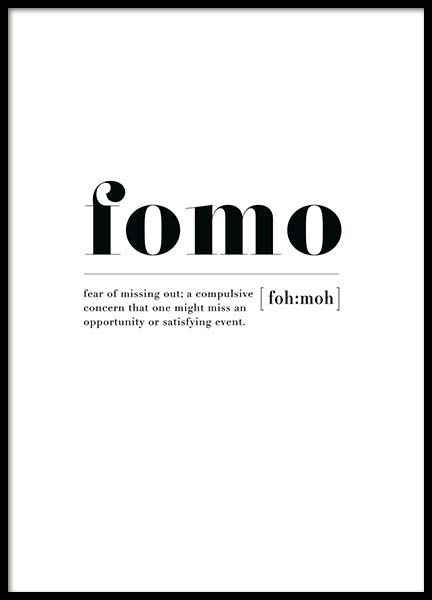 fomo
fear of missing out; a compulsive
concern that one might miss an
opportunity or satisfying event.
[foh:moh]